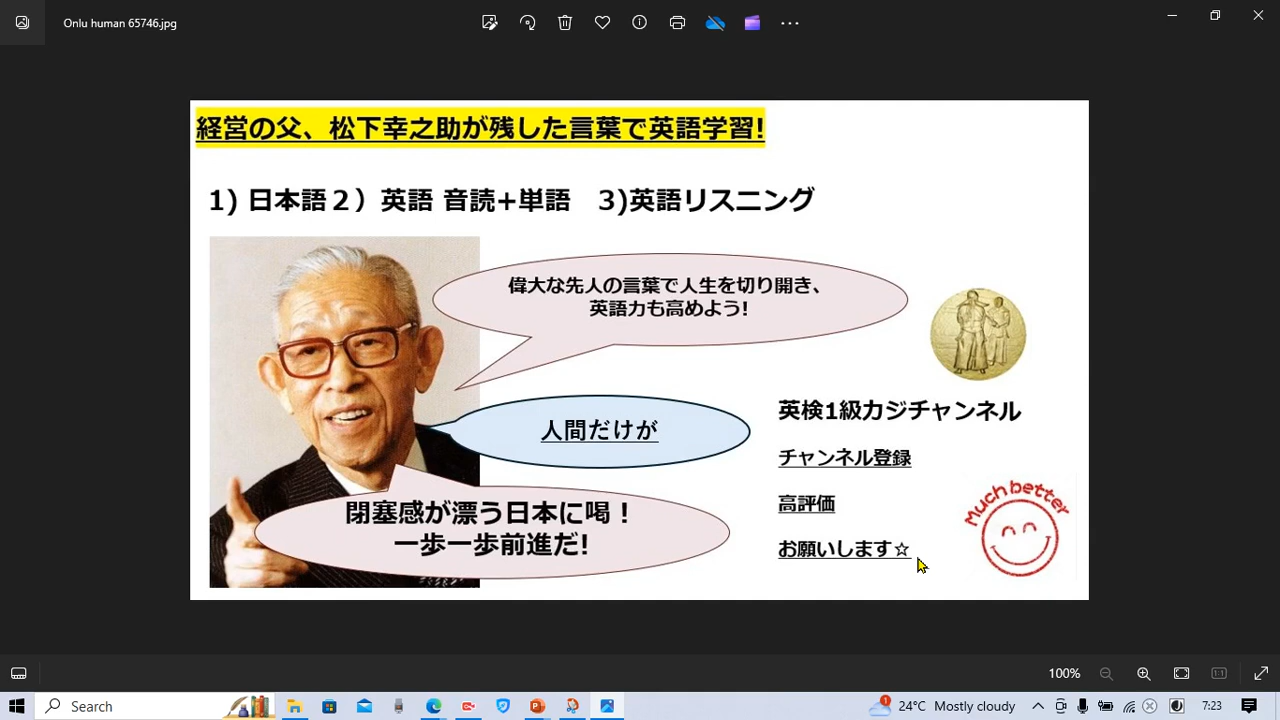 Onlu human 65746.jpg
経営の父、松下幸之助が残した言葉で英語学習!
1) 日本語２）英語 音読+単語　3)英語リスニング
偉大な先人の言葉で人生を切り開き、
英語力も高めよう!
人間だけが
英検1級カジチャンネル
チャンネル登録
高評価
お願いします☆
Much better
閉塞感が漂う日本に喝！
一歩一歩前進だ!
100%
1:1
Search
1
24°C Mostly cloudy
7:23